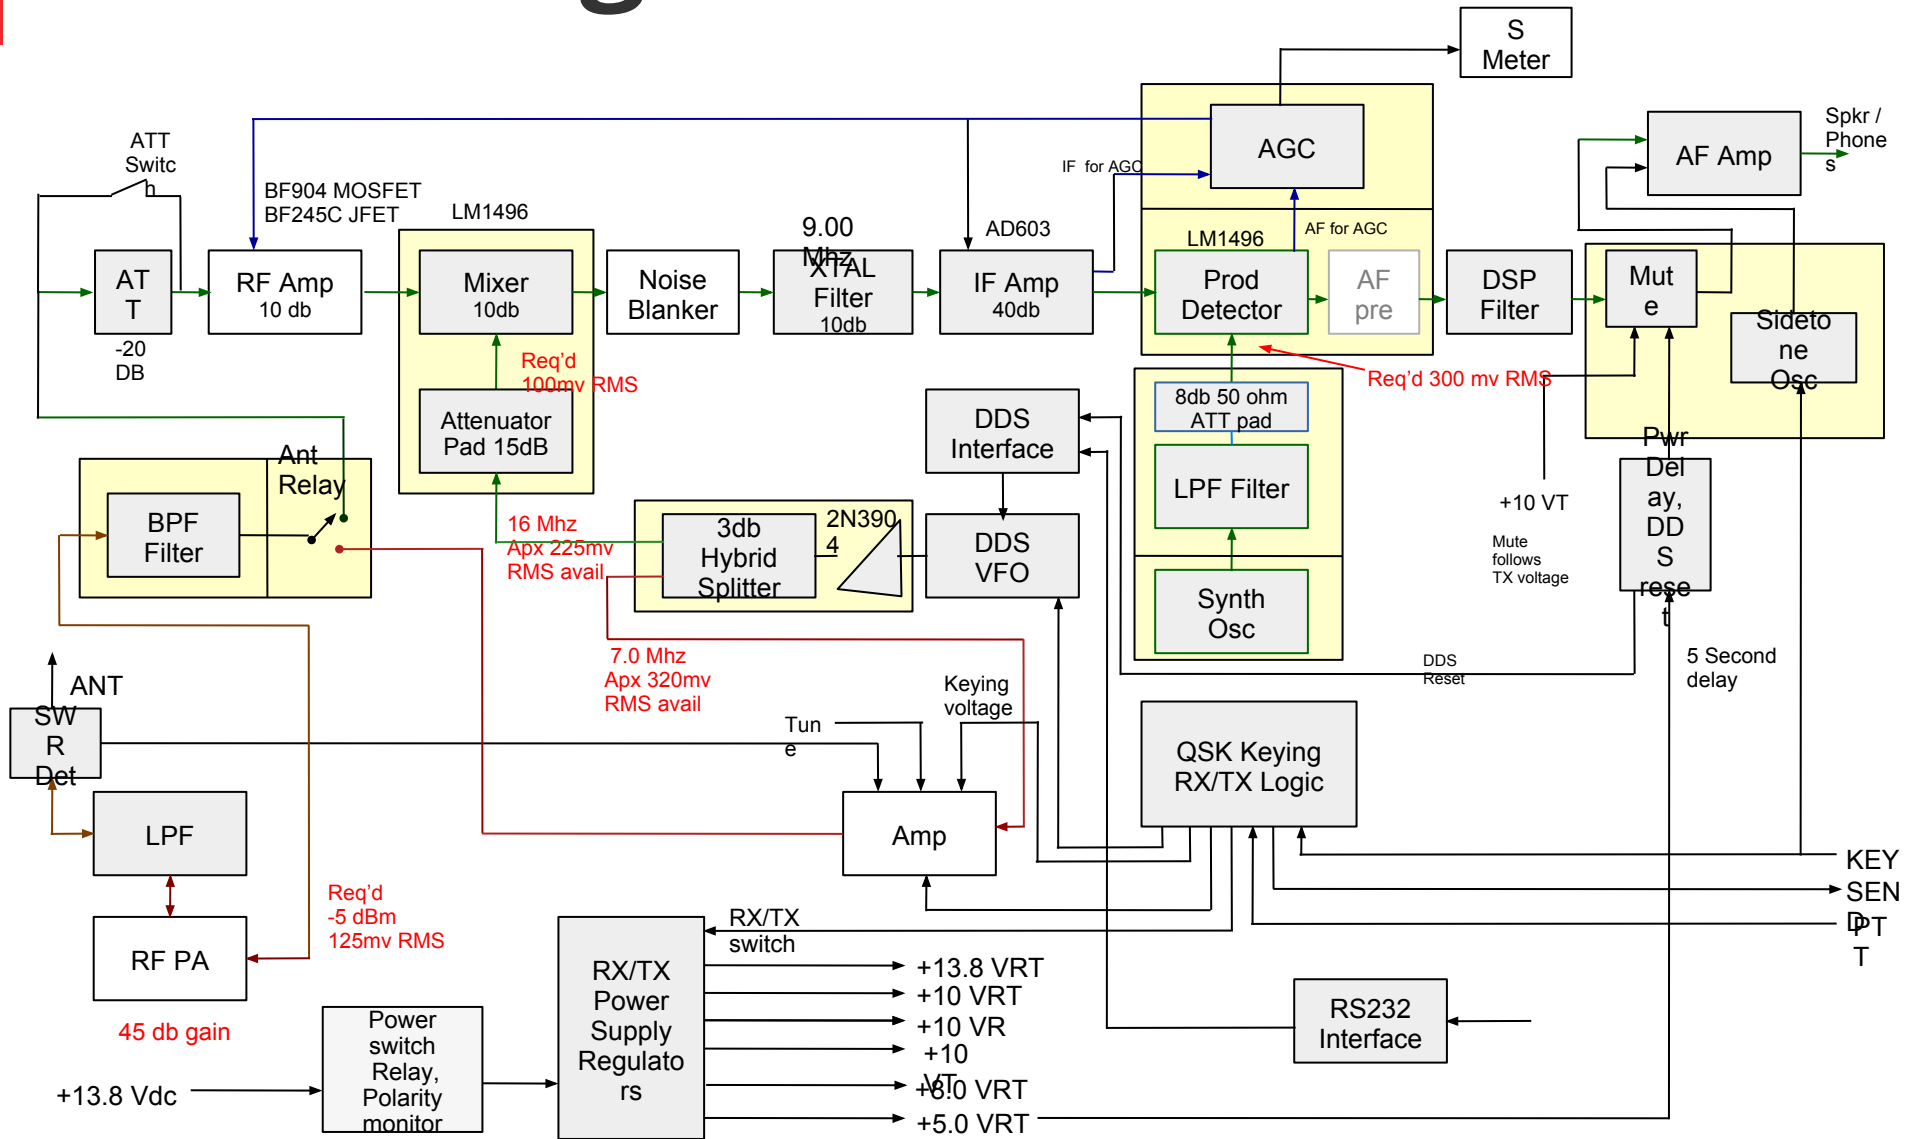 g
S
Meter
AGC
AF Amp
Spkr /
Phone
s
ATT
Switc
h
IF for AGC
BF904 MOSFET
BF245C JFET
LM1496
9.00
Mhz
AD603
LM1496
AF for AGC
AT
T
RF Amp
10 db
Mixer
10db
Noise
Blanker
XTAL
Filter
10db
IF Amp
40db
Prod
Detector
AF
pre
DSP
Filter
Mut
e
Sideto
ne
Osc
-20
DB
Req'd
100mv RMS
Req'd 300 mv RMS
Attenuator
Pad 15dB
DDS
Interface
8db 50 ohm
ATT pad
LPF Filter
Ant
Relay
BPF
Filter
16 Mhz
Apx 225mv
RMS avail
3db
Hybrid
Splitter
2N390
4
DDS
VFO
Synth
Osc
+10 VT
Mute
follows
TX voltage
Pwr
Del
ay,
DD
S
rese
t
5 Second
delay
DDS
Reset
7.0 Mhz
Apx 320mv
RMS avail
ANT
SW
R
Det
Tun
e
Keying
voltage
QSK Keying
RX/TX Logic
LPF
Amp
KEY
SEN
D
PT
T
Req'd
-5 dBm
125mv RMS
RF PA
45 db gain
RX/TX
switch
RX/TX
Power
Supply
Regulato
rs
+13.8 VRT
+10 VRT
+10 VR
+10
VT
+8.0 VRT
+5.0 VRT
RS232
Interface
Power
switch
Relay,
Polarity
monitor
+13.8 Vdc